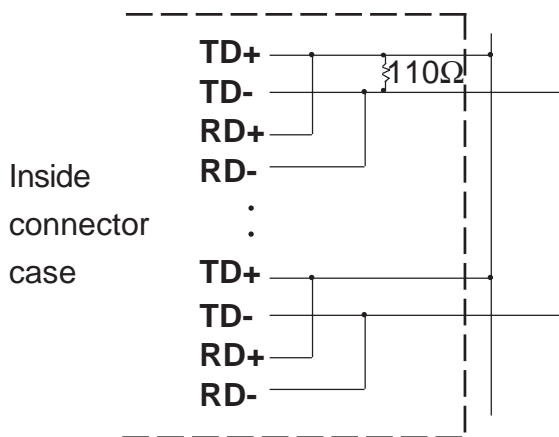 TD+
110Ω
TD-
RD+
RD-
Inside
connector
case
TD+
TD-
RD+
RD-